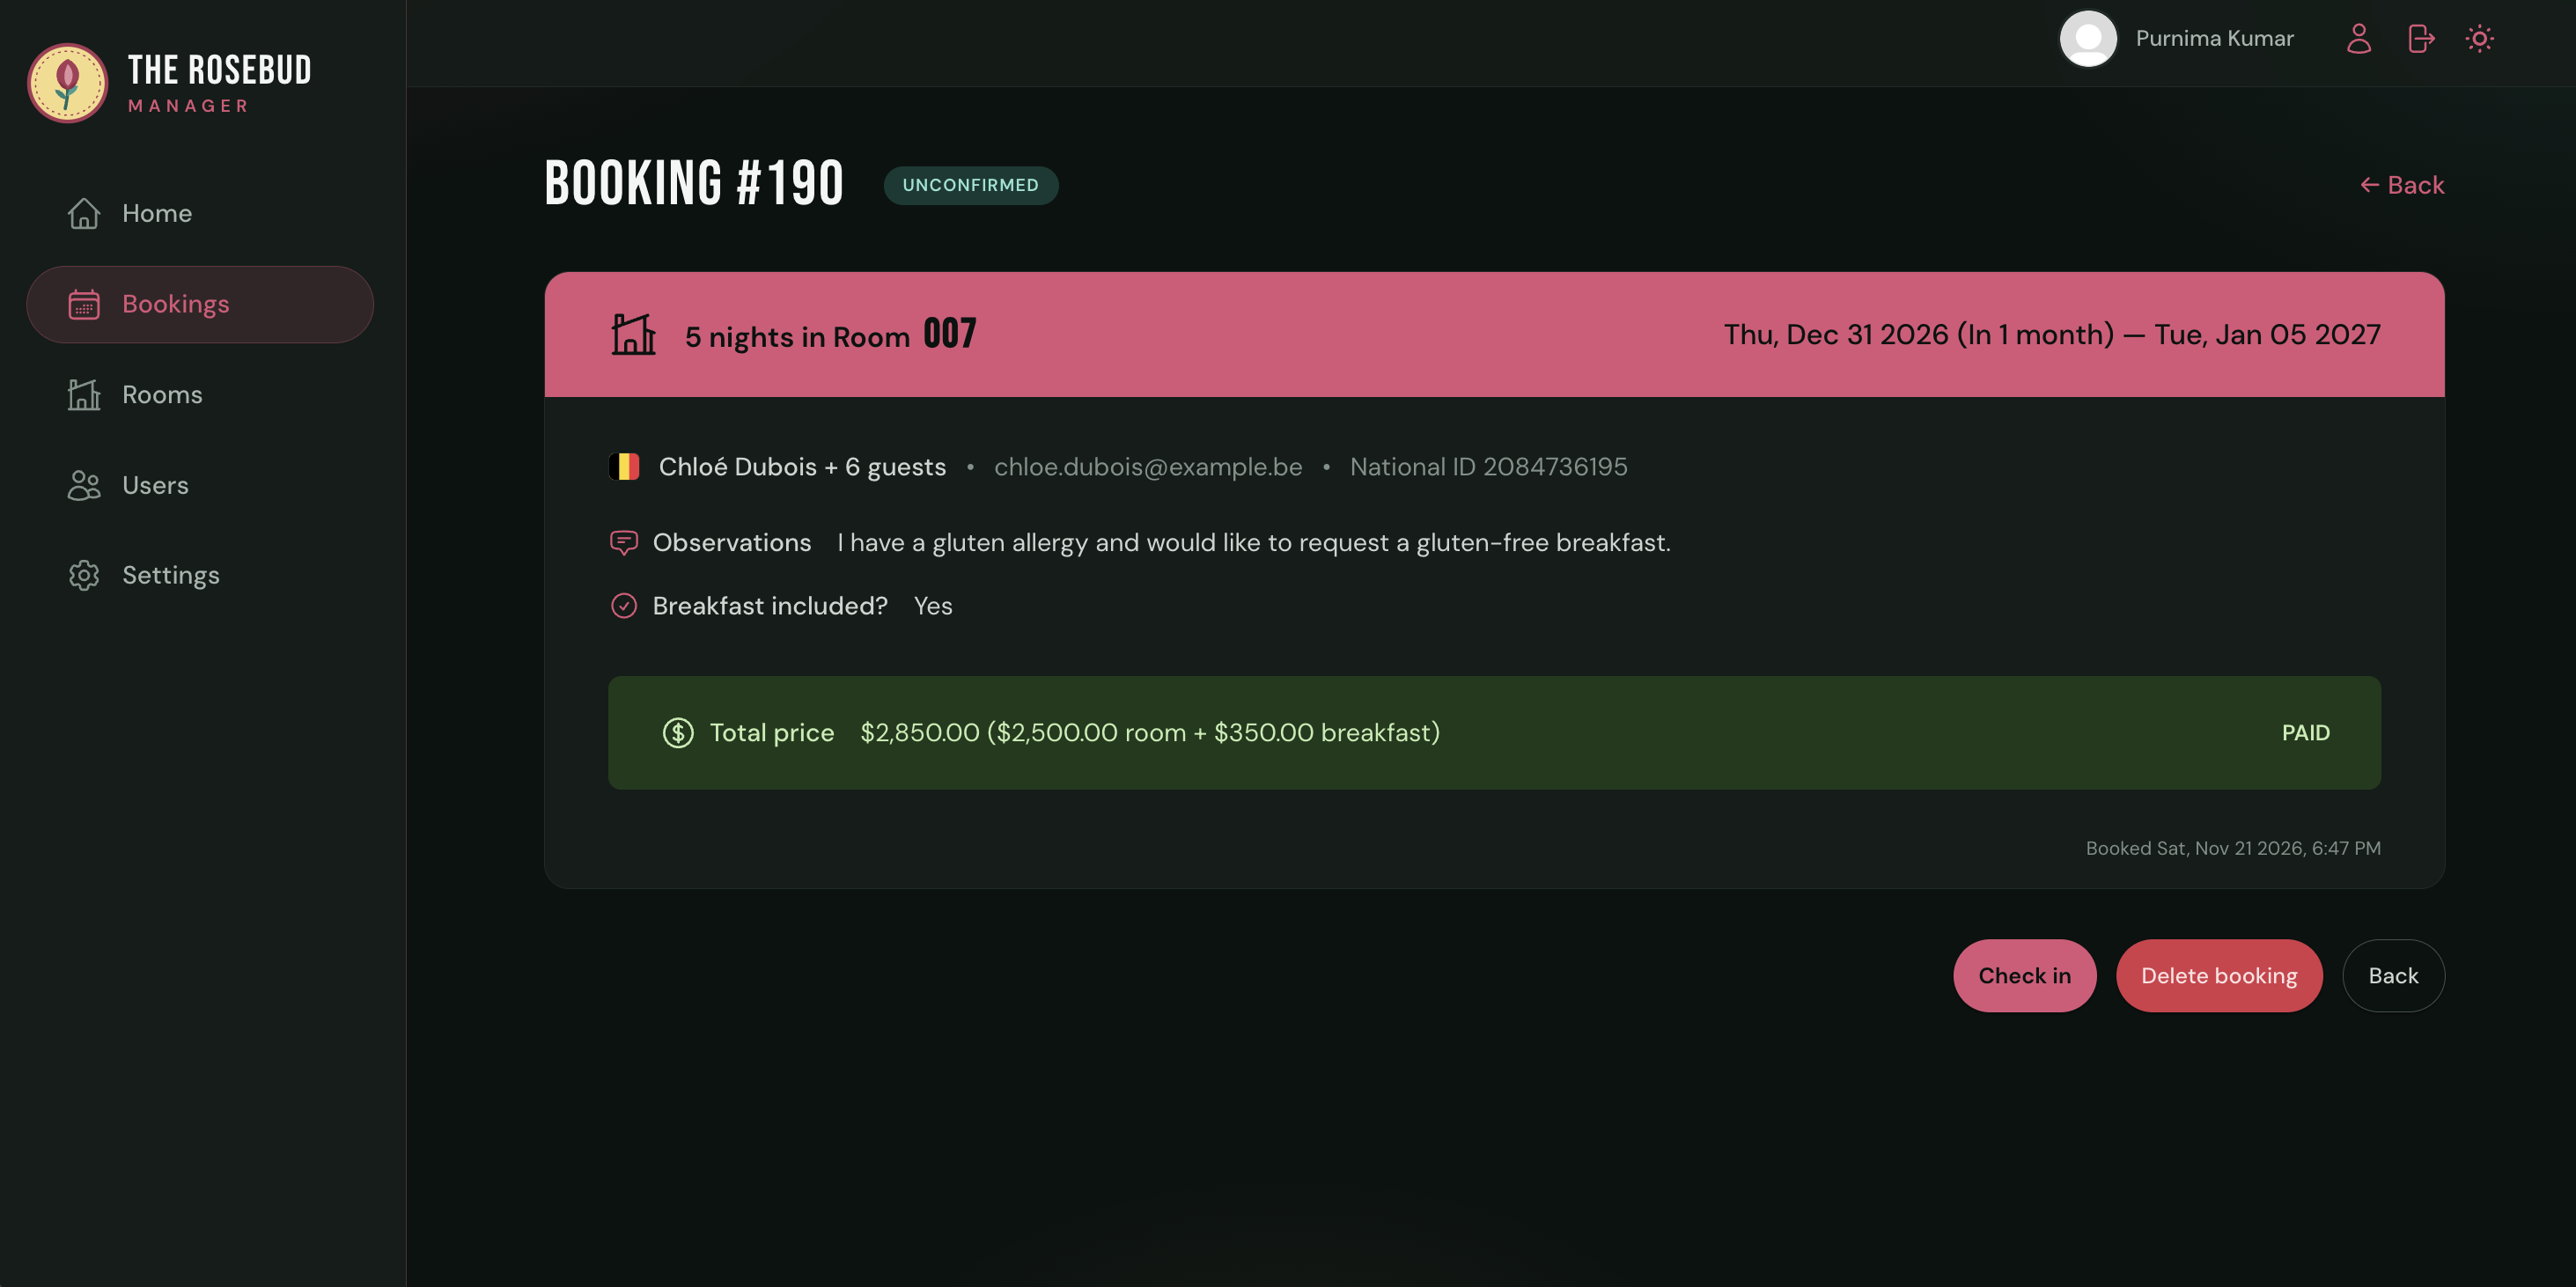 THE ROSEBUD
MANAGER
Purnima Kumar
Home
Bookings
Rooms
Users
Settings
BOOKING #190 UNCONFIRMED
← Back
5 nights in Room 007
Thu, Dec 31 2026 (In 1 month) — Tue, Jan 05 2027
Chloé Dubois + 6 guests • chloe.dubois@example.be • National ID 2084736195
Observations I have a gluten allergy and would like to request a gluten-free breakfast.
Breakfast included? Yes
Total price $2,850.00 ($2,500.00 room + $350.00 breakfast) PAID
Booked Sat, Nov 21 2026, 6:47 PM
Check in Delete booking Back